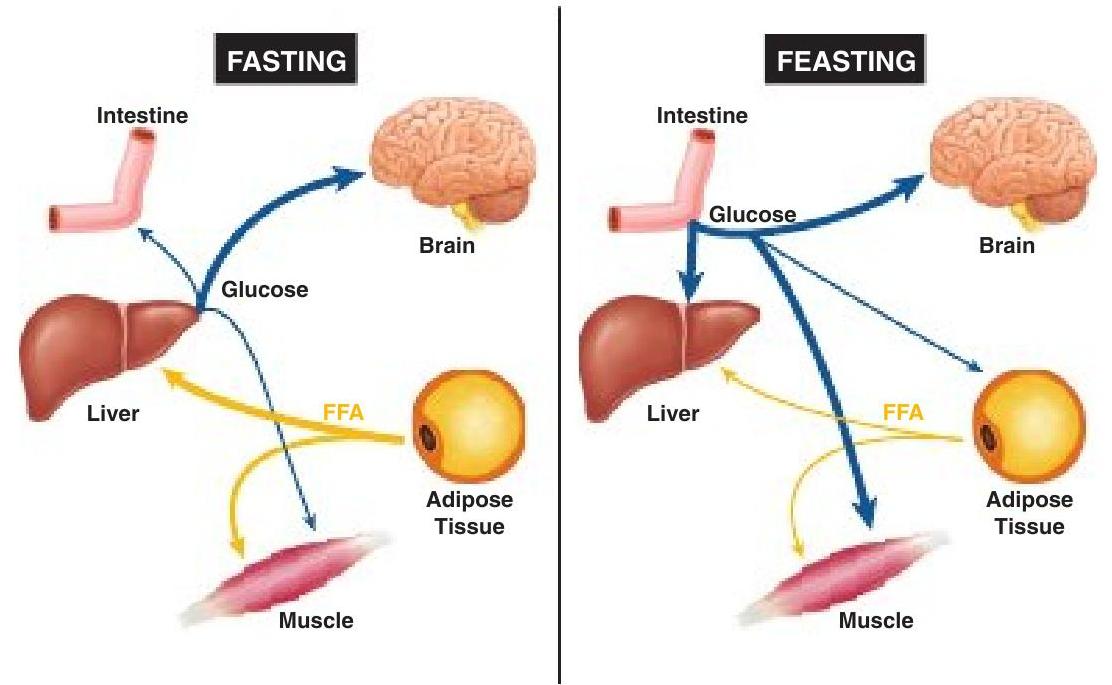 FASTING
Intestine
Brain
Glucose
Liver
FFA
Adipose
Tissue
Muscle
FEASTING
Intestine
Glucose
Brain
Liver
FFA
Adipose
Tissue
Muscle